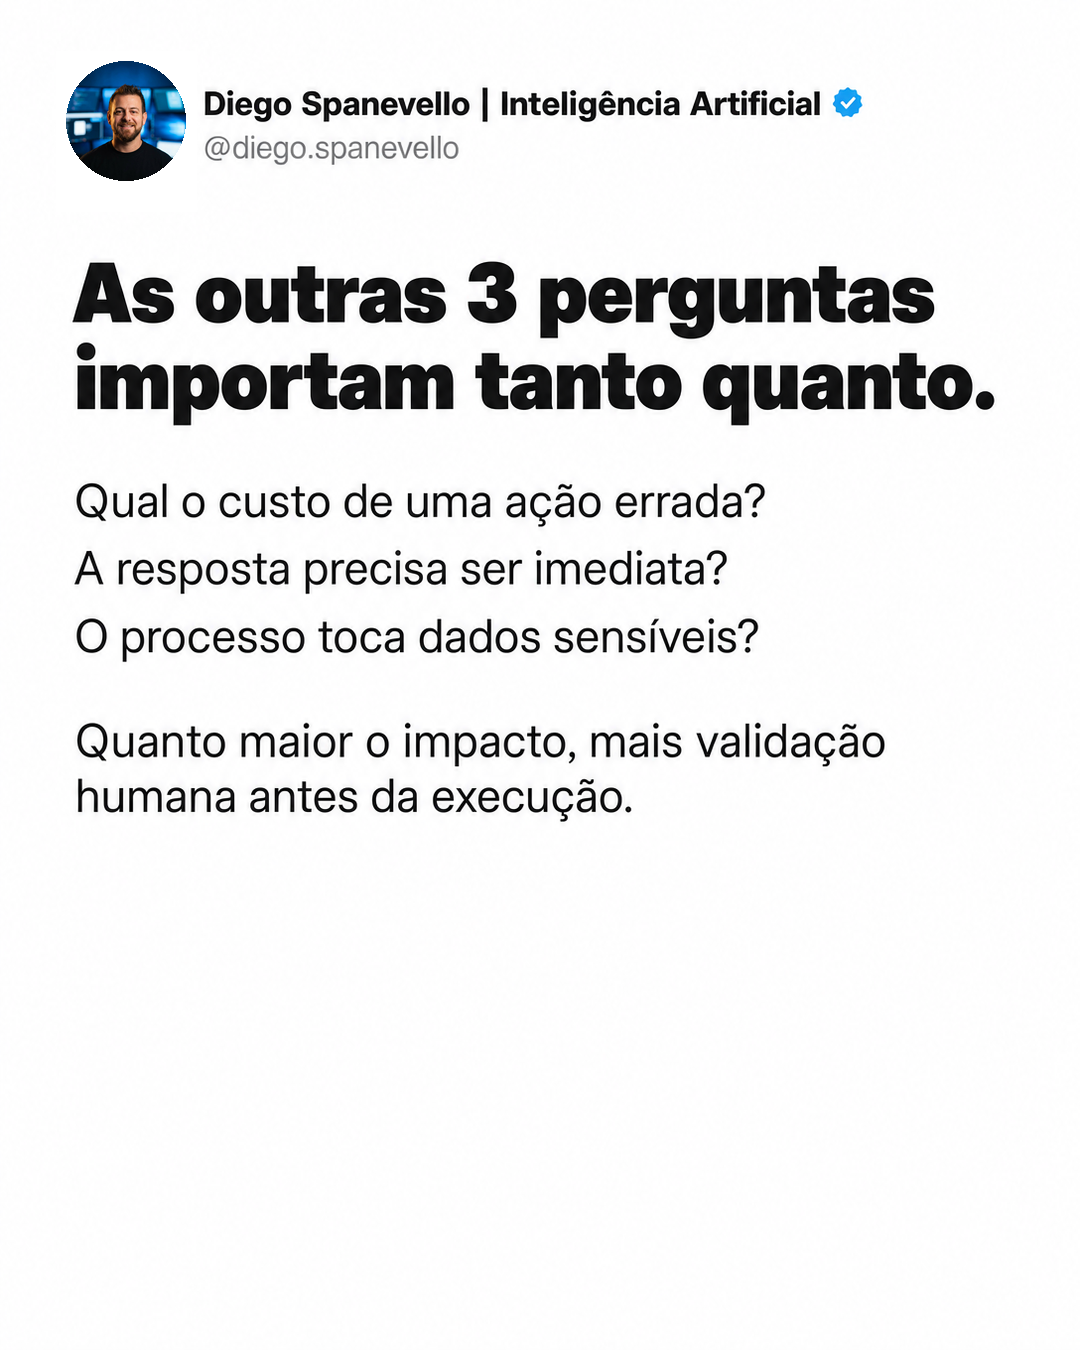 Diego Spanevello | Inteligência Artificial
@diego.spanevello
As outras 3 perguntas
importam tanto quanto.
Qual o custo de uma ação errada?
A resposta precisa ser imediata?
O processo toca dados sensíveis?
Quanto maior o impacto, mais validação
humana antes da execução.